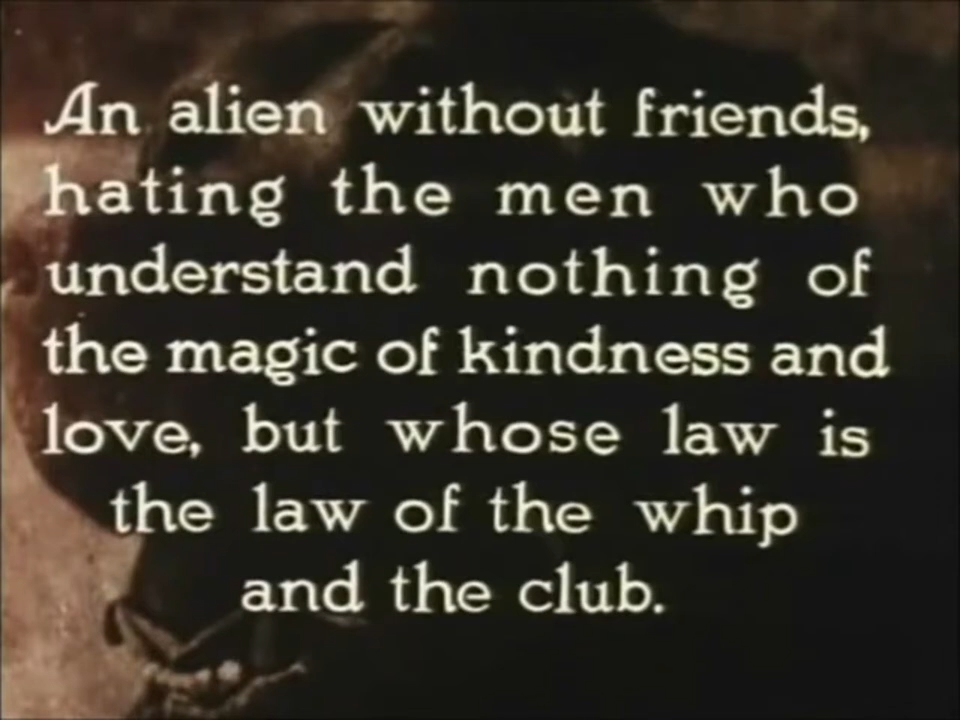 An alien without friends,
hating the men who
understand nothing of
the magic of kindness and
love, but whose law is
the law of the whip
and the club.